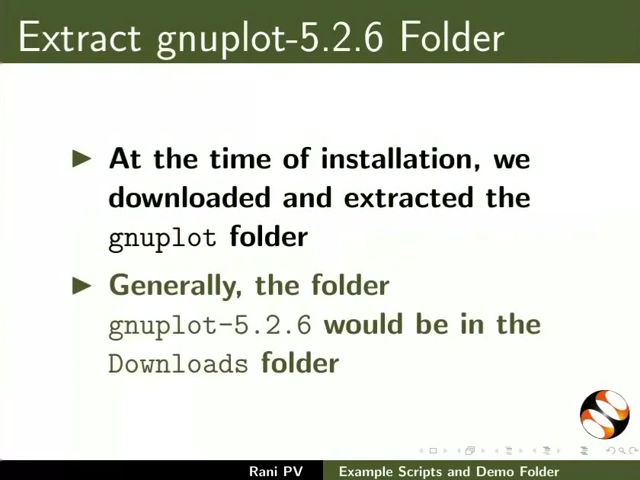 Extract gnuplot-5.2.6 Folder
At the time of installation, we
downloaded and extracted the
gnuplot folder
Generally, the folder
gnuplot-5.2.6 would be in the
Downloads folder
Rani PV Example Scripts and Demo Folder